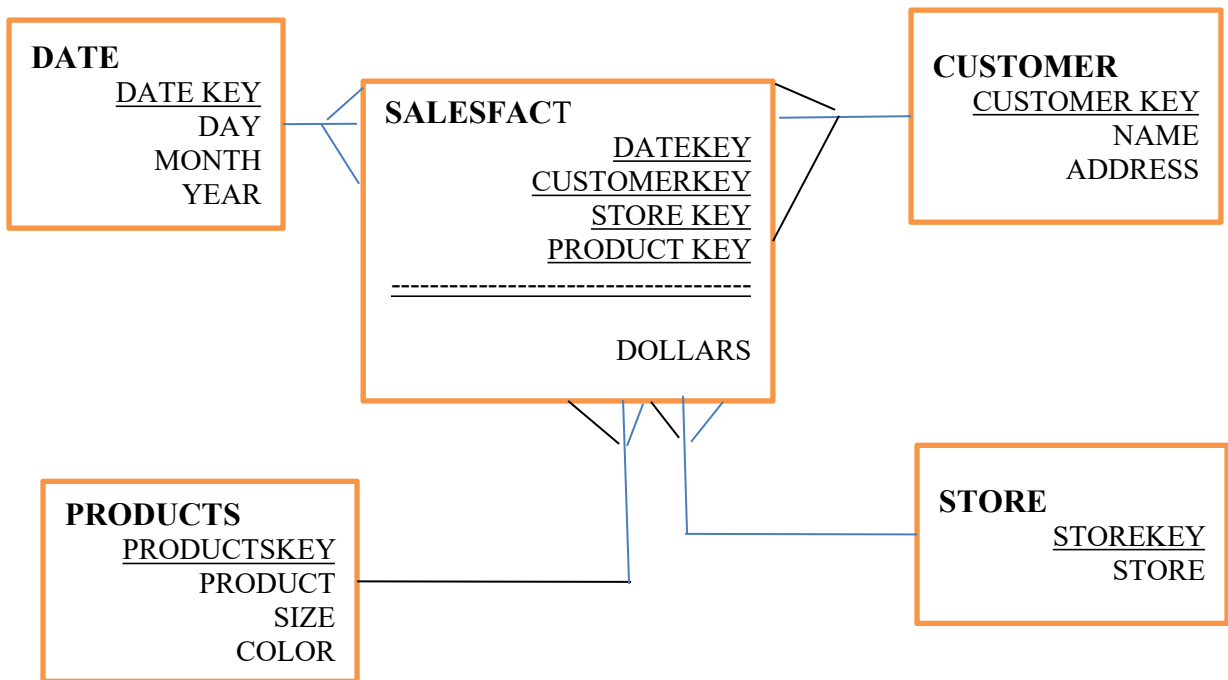 DATE
DATE KEY
DAY
MONTH
YEAR
SALESFACT
DATEKEY
CUSTOMERKEY
STORE KEY
PRODUCT KEY
------------------------------------
DOLLARS
CUSTOMER
CUSTOMER KEY
NAME
ADDRESS
PRODUCTS
PRODUCTSKEY
PRODUCT
SIZE
COLOR
STORE
STOREKEY
STORE